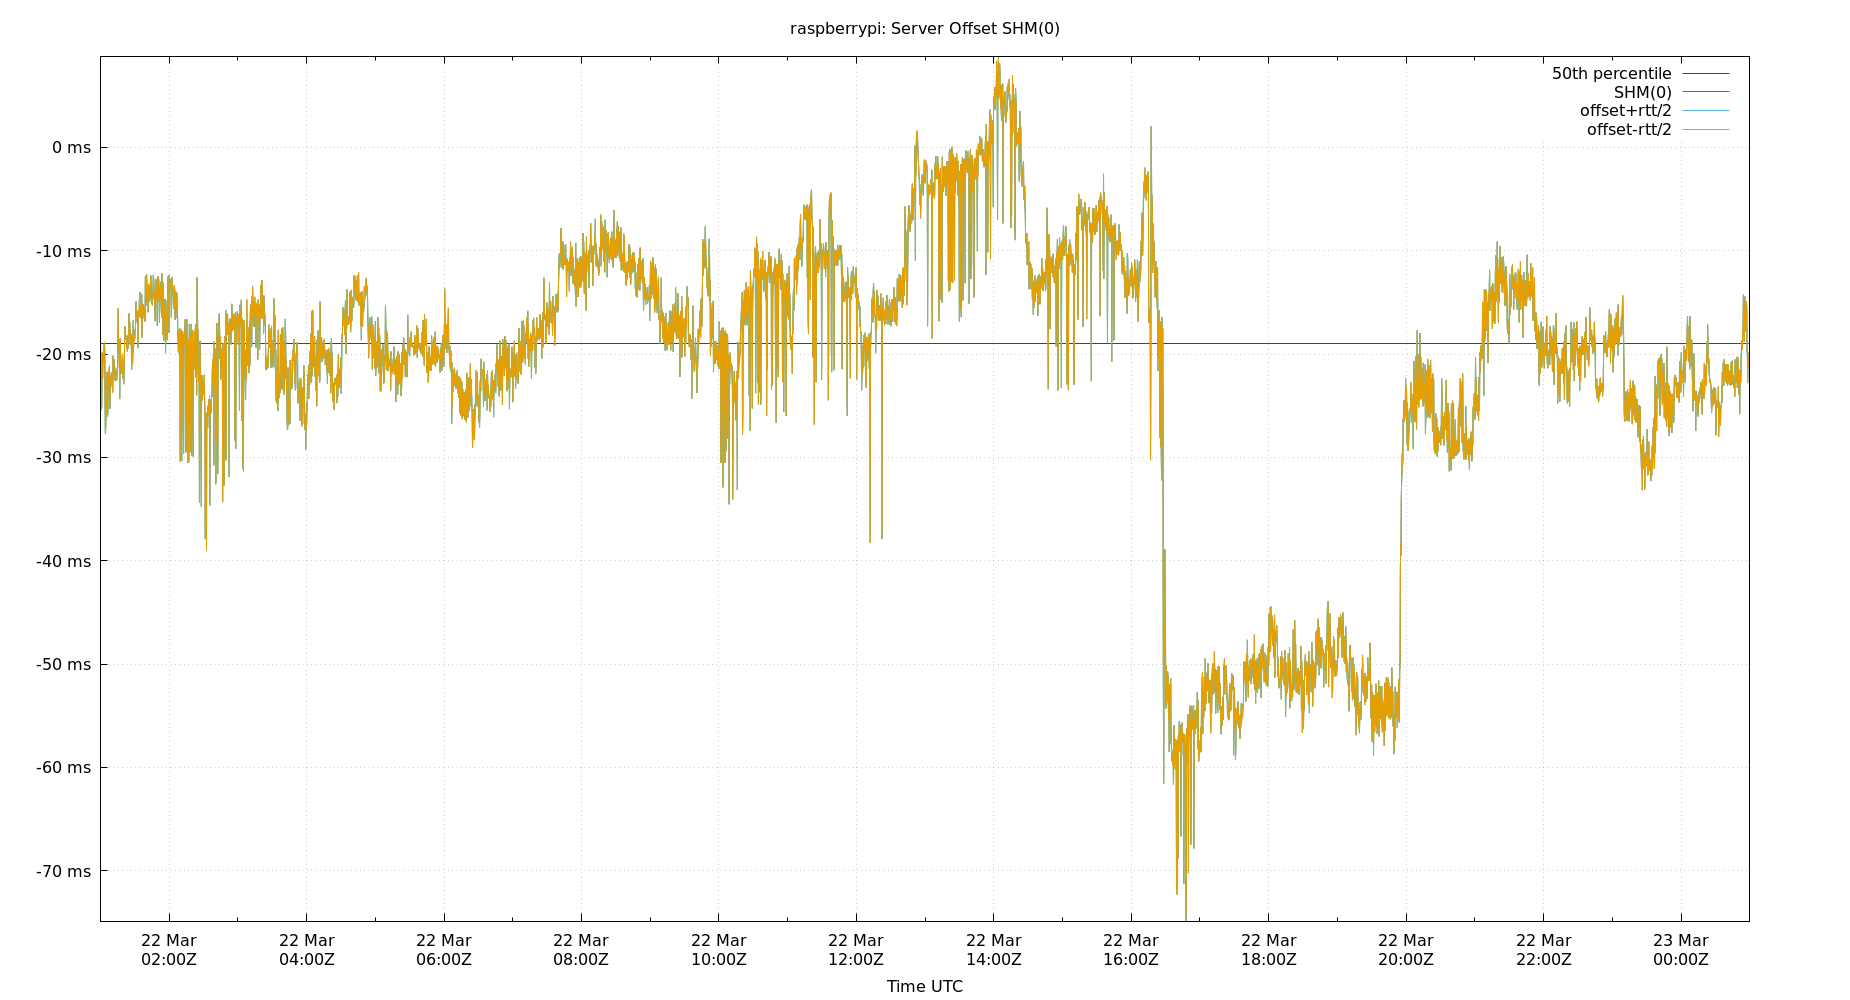 raspberrypi: Server Offset SHM(0)
50th percentile
SHM(0)
offset+rtt/2
offset-rtt/2
0 ms
-10 ms
-20 ms
-30 ms
-40 ms
-50 ms
-60 ms
-70 ms
22 Mar 22 Mar 22 Mar 22 Mar 22 Mar 22 Mar 22 Mar 22 Mar 22 Mar 22 Mar 22 Mar 23 Mar
02:00Z 04:00Z 06:00Z 08:00Z 10:00Z 12:00Z 14:00Z 16:00Z 18:00Z 20:00Z 22:00Z 00:00Z
Time UTC